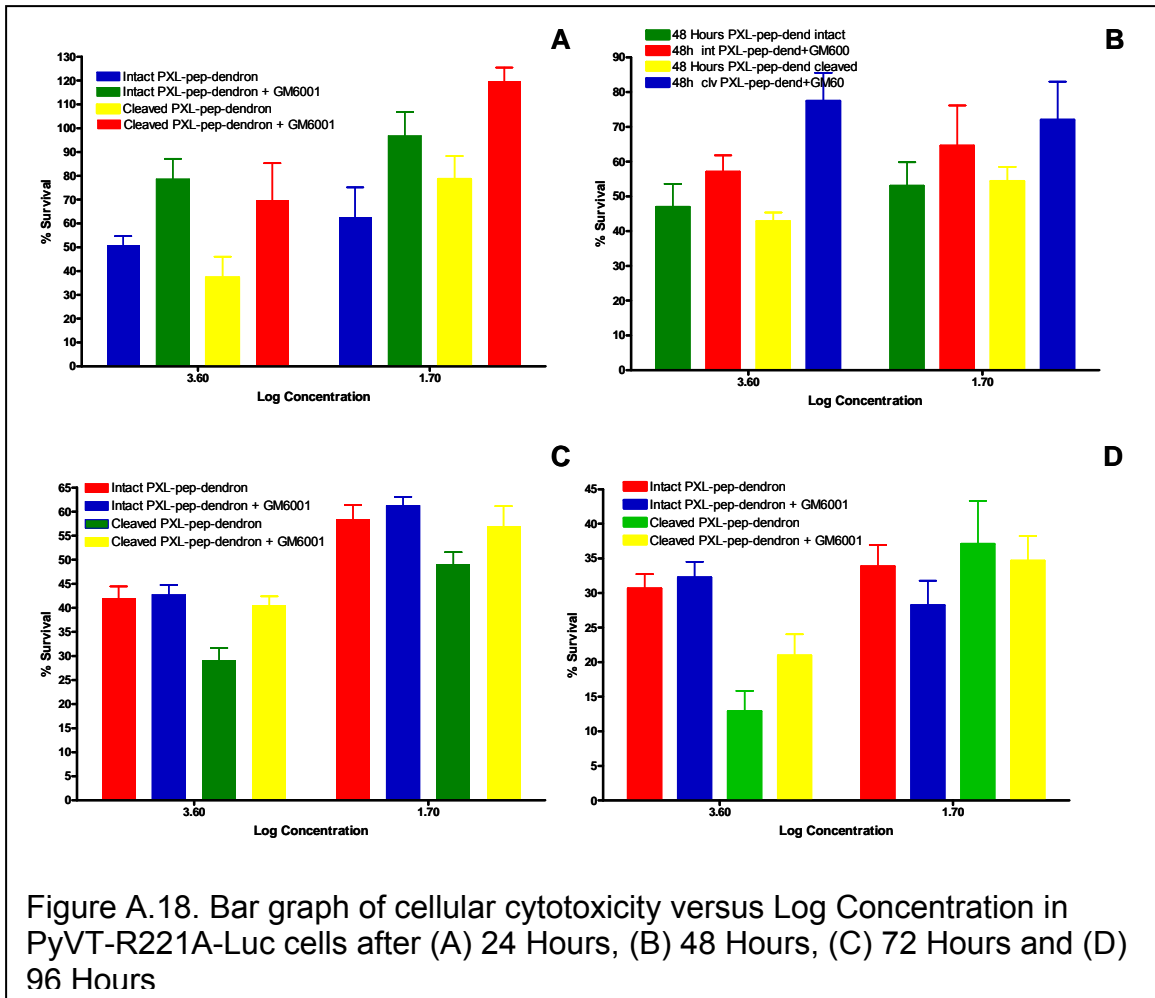 A
Intact PXL-pep-dendron
Intact PXL-pep-dendron + GM6001
Cleaved PXL-pep-dendron
Cleaved PXL-pep-dendron + GM6001
% Survival
130
120
110
100
90
80
70
60
50
40
30
20
10
0
3.60
1.70
Log Concentration
B
48 Hours PXL-pep-dend intact
48h int PXL-pep-dend+GM600
48 Hours PXL-pep-dend cleaved
48h clv PXL-pep-dend+GM60
% Survival
90
80
70
60
50
40
30
20
10
0
3.60
1.70
Log Concentration
C
Intact PXL-pep-dendron
Intact PXL-pep-dendron + GM6001
Cleaved PXL-pep-dendron
Cleaved PXL-pep-dendron + GM6001
% Survival
65
60
55
50
45
40
35
30
25
20
15
10
5
0
3.60
1.70
Log Concentration
D
Intact PXL-pep-dendron
Intact PXL-pep-dendron + GM6001
Cleaved PXL-pep-dendron
Cleaved PXL-pep-dendron + GM6001
% Survival
45
40
35
30
25
20
15
10
5
0
3.60
1.70
Log Concentration
Figure A.18. Bar graph of cellular cytotoxicity versus Log Concentration in
PyVT-R221A-Luc cells after (A) 24 Hours, (B) 48 Hours, (C) 72 Hours and (D)
96 Hours